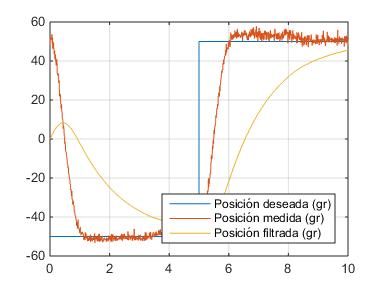 60
40
20
0
-20
-40
-60
Posición deseada (gr)
Posición medida (gr)
Posición filtrada (gr)
0 2 4 6 8 10